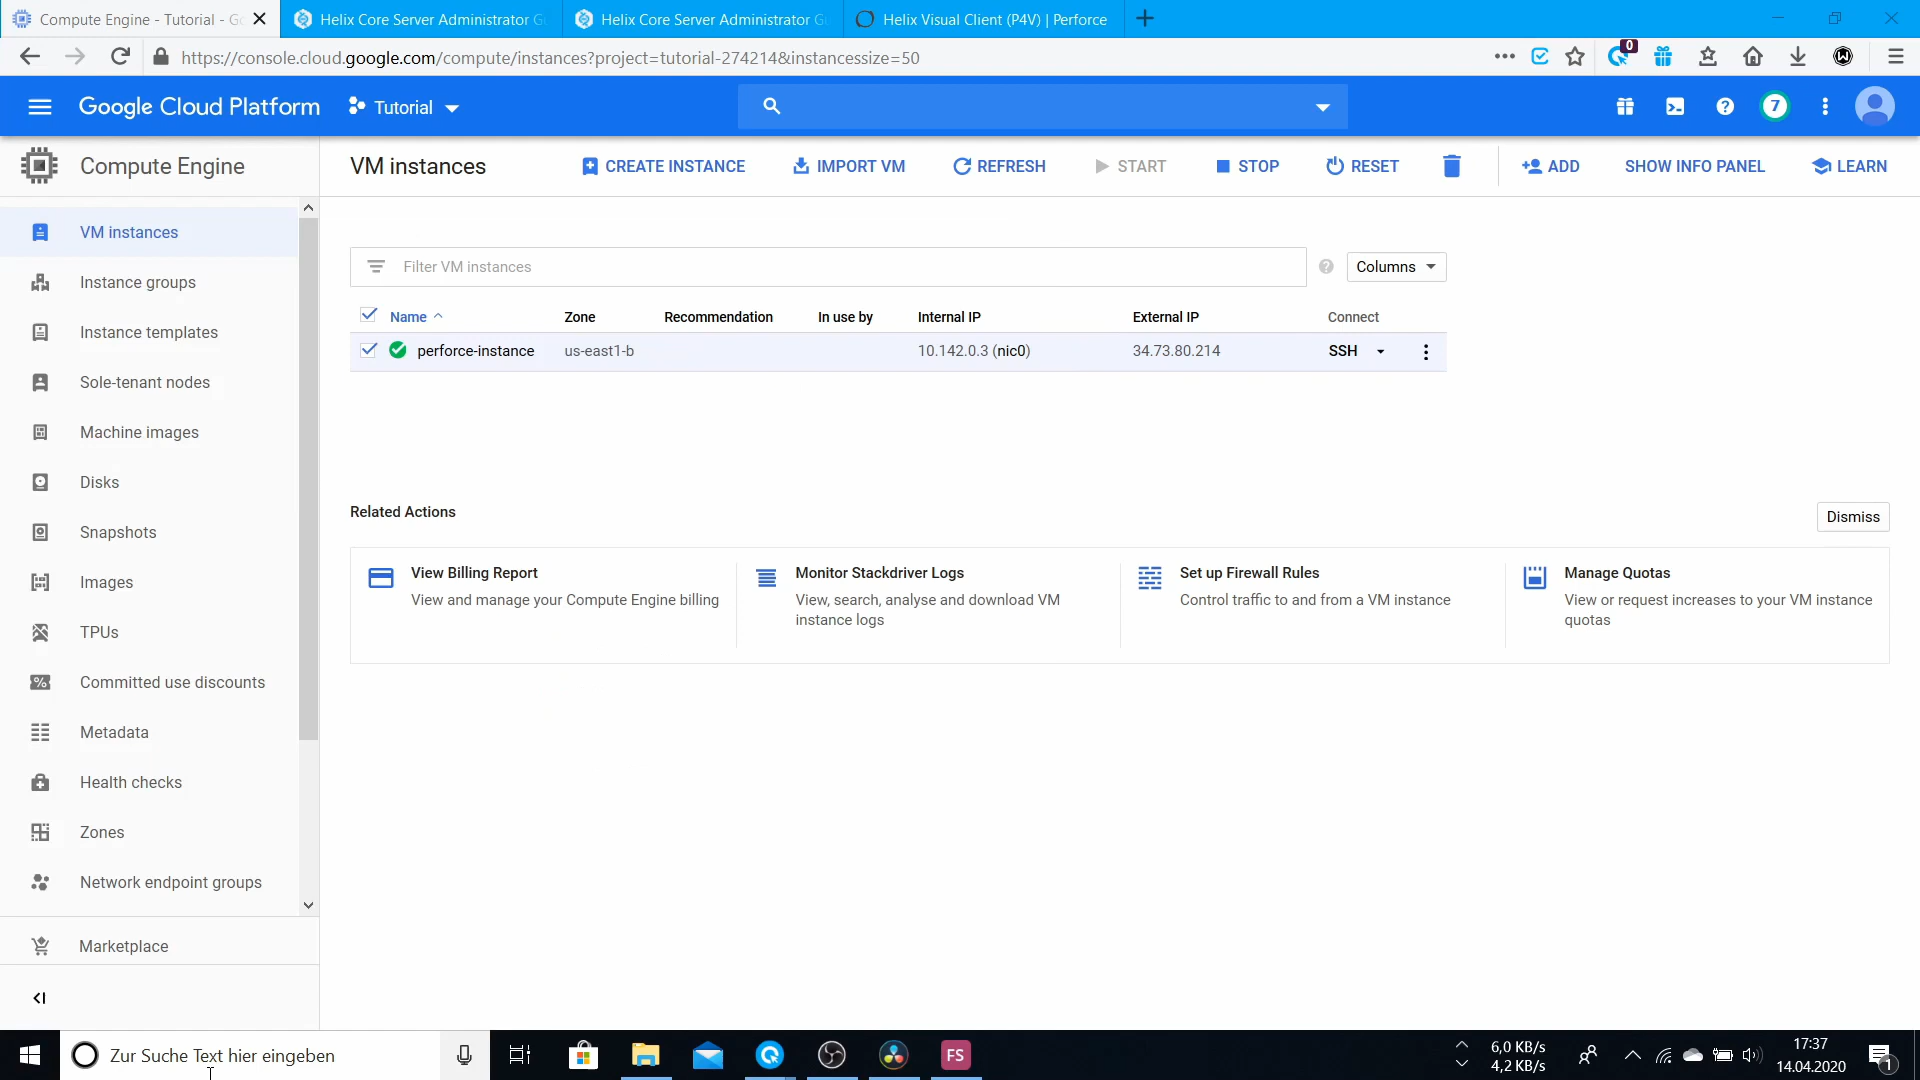 Compute Engine - Tutorial - Go
Helix Core Server Administrator Gu
Helix Core Server Administrator Gu
Helix Visual Client (P4V) | Perforce
https://console.cloud.google.com/compute/instances?project=tutorial-274214&instancessize=50
0
Google Cloud Platform
Tutorial
7
Compute Engine
VM instances
CREATE INSTANCE
IMPORT VM
REFRESH
START
STOP
RESET
ADD
SHOW INFO PANEL
LEARN
VM instances
Instance groups
Instance templates
Sole-tenant nodes
Machine images
Disks
Snapshots
Images
TPUs
Committed use discounts
Metadata
Health checks
Zones
Network endpoint groups
Marketplace
Filter VM instances
Columns
Name Zone Recommendation In use by Internal IP External IP Connect
perforce-instance us-east1-b 10.142.0.3 (nic0) 34.73.80.214 SSH
Related Actions
Dismiss
View Billing Report
View and manage your Compute Engine billing
Monitor Stackdriver Logs
View, search, analyse and download VM
instance logs
Set up Firewall Rules
Control traffic to and from a VM instance
Manage Quotas
View or request increases to your VM instance
quotas
Zur Suche Text hier eingeben
FS
6,0 KB/s
4,2 KB/s
17:37
14.04.2020
1